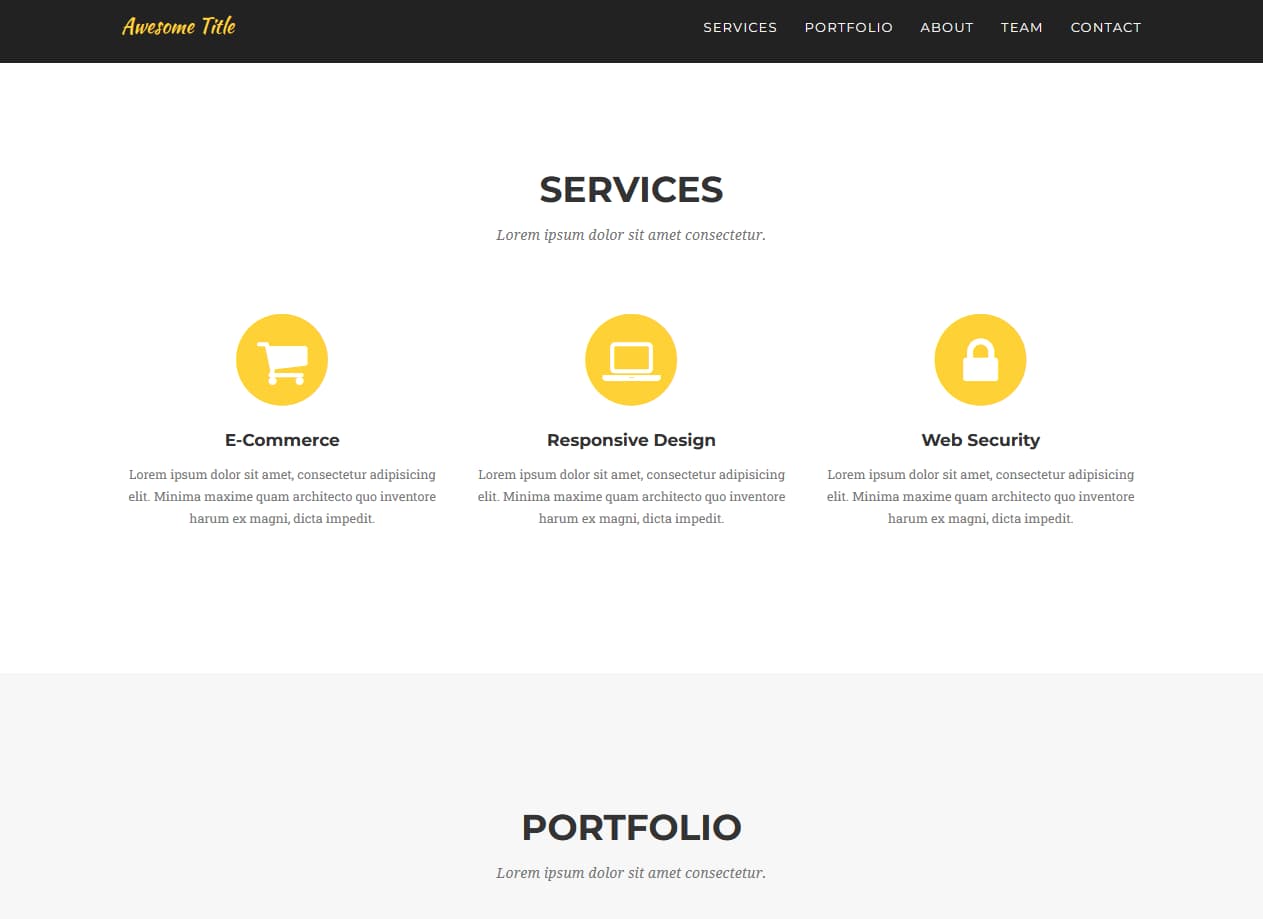 Awesome Title
SERVICES PORTFOLIO ABOUT TEAM CONTACT
SERVICES
Lorem ipsum dolor sit amet consectetur.
E-Commerce
Lorem ipsum dolor sit amet, consectetur adipisicing
elit. Minima maxime quam architecto quo inventore
harum ex magni, dicta impedit.
Responsive Design
Lorem ipsum dolor sit amet, consectetur adipisicing
elit. Minima maxime quam architecto quo inventore
harum ex magni, dicta impedit.
Web Security
Lorem ipsum dolor sit amet, consectetur adipisicing
elit. Minima maxime quam architecto quo inventore
harum ex magni, dicta impedit.
PORTFOLIO
Lorem ipsum dolor sit amet consectetur.